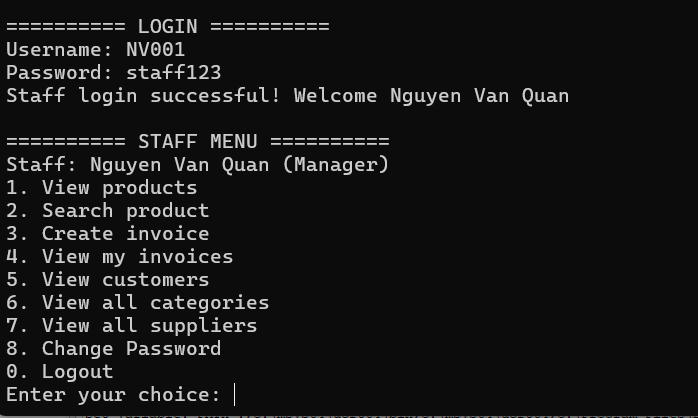 ========== LOGIN ==========
Username: NV001
Password: staff123
Staff login successful! Welcome Nguyen Van Quan
========== STAFF MENU ==========
Staff: Nguyen Van Quan (Manager)
1. View products
2. Search product
3. Create invoice
4. View my invoices
5. View customers
6. View all categories
7. View all suppliers
8. Change Password
0. Logout
Enter your choice: